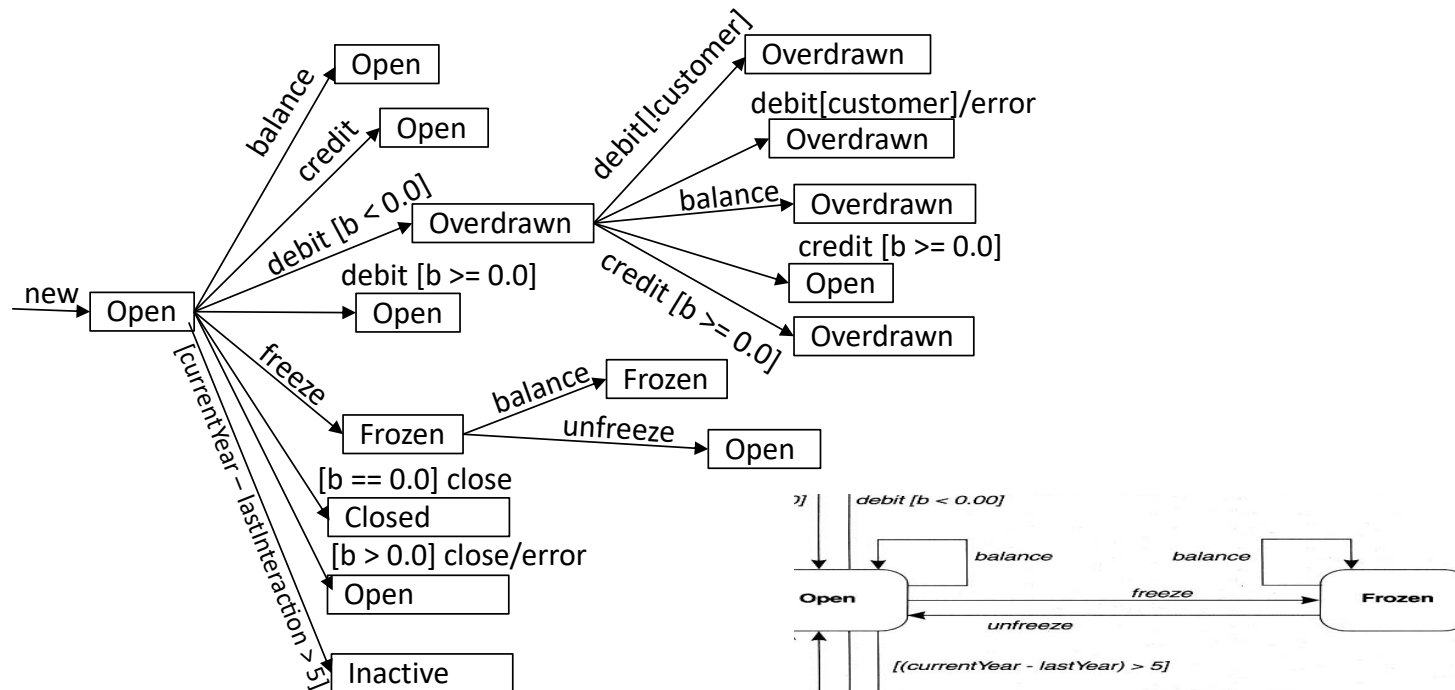 new
Open
balance
Open
credit
Open
debit [b < 0.0]
Overdrawn
debit[!customer]
Overdrawn
debit[customer]/error
Overdrawn
balance
Overdrawn
credit [b >= 0.0]
Open
credit [b >= 0.0]
Overdrawn
debit [b >= 0.0]
Open
freeze
Frozen
balance
Frozen
unfreeze
Open
[b == 0.0] close
Closed
[b > 0.0] close/error
Open
[currentYear – lastInteraction > 5]
Inactive
0]
debit [b < 0.00]
balance
balance
Open
freeze
unfreeze
Frozen
[(currentYear - lastYear) > 5]